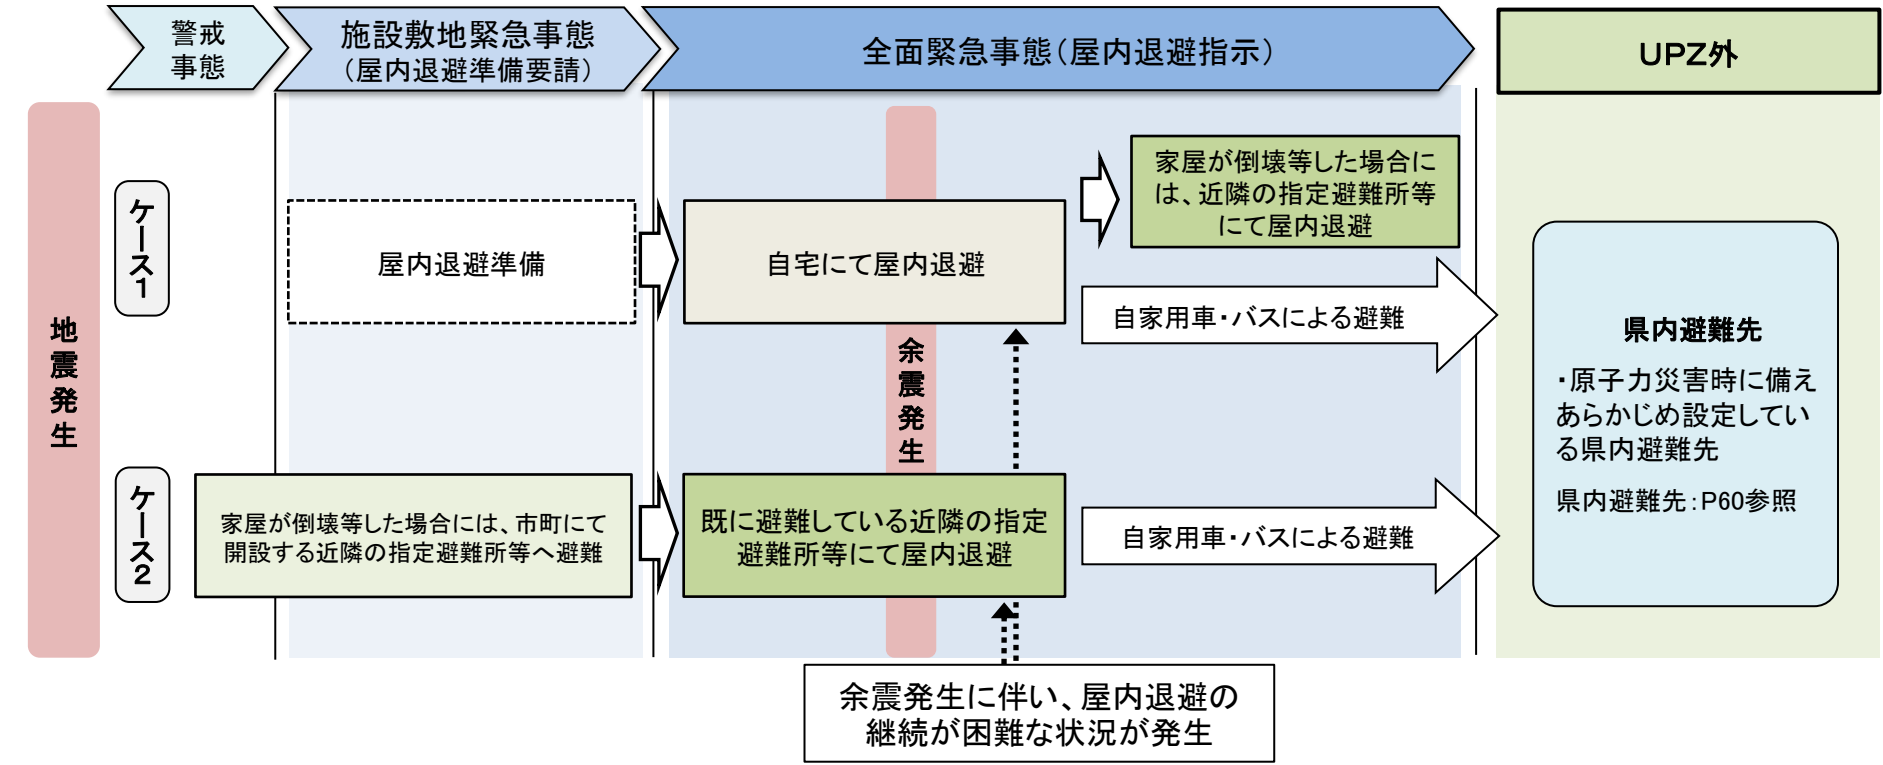 警戒
事態
施設敷地緊急事態
（屋内退避準備要請）
全面緊急事態（屋内退避指示）
UPZ外
地震発生
ケース1
屋内退避準備
自宅にて屋内退避
家屋が倒壊等した場合に
は、近隣の指定避難所等
にて屋内退避
自家用車・バスによる避難
余震発生
ケース2
家屋が倒壊等した場合には、市町にて
開設する近隣の指定避難所等へ避難
既に避難している近隣の指定
避難所等にて屋内退避
自家用車・バスによる避難
県内避難先
・原子力災害時に備え
あらかじめ設定してい
る県内避難先
県内避難先：P60参照
余震発生に伴い、屋内退避の
継続が困難な状況が発生